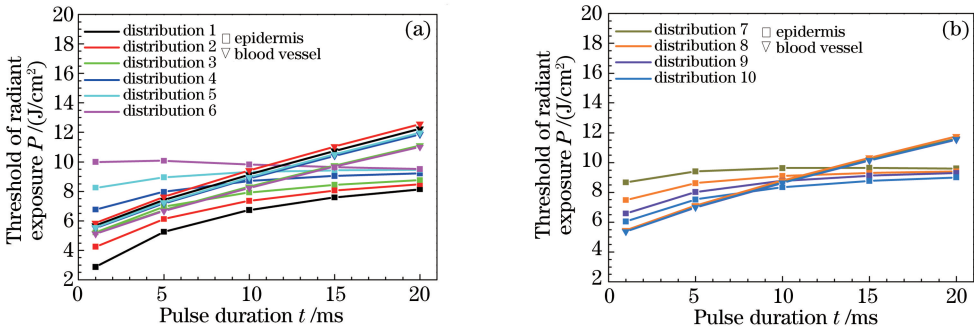 (a)
distribution 1
distribution 2
distribution 3
distribution 4
distribution 5
distribution 6
□ epidermis
▽ blood vessel
Threshold of radiant
exposure P /(J/cm²)
20
18
16
14
12
10
8
6
4
2
0
5
10
15
20
Pulse duration t /ms
(b)
distribution 7
distribution 8
distribution 9
distribution 10
□ epidermis
▽ blood vessel
Threshold of radiant
exposure P /(J/cm²)
20
18
16
14
12
10
8
6
4
2
0
5
10
15
20
Pulse duration t /ms